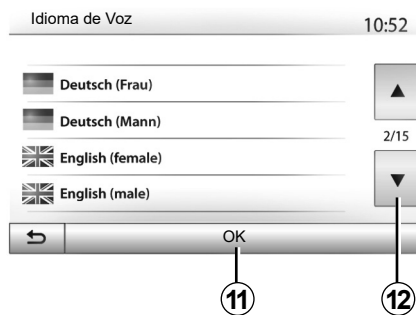 Idioma de Voz
10:52
Deutsch (Frau)
Deutsch (Mann)
2/15
English (female)
English (male)
OK
11
12